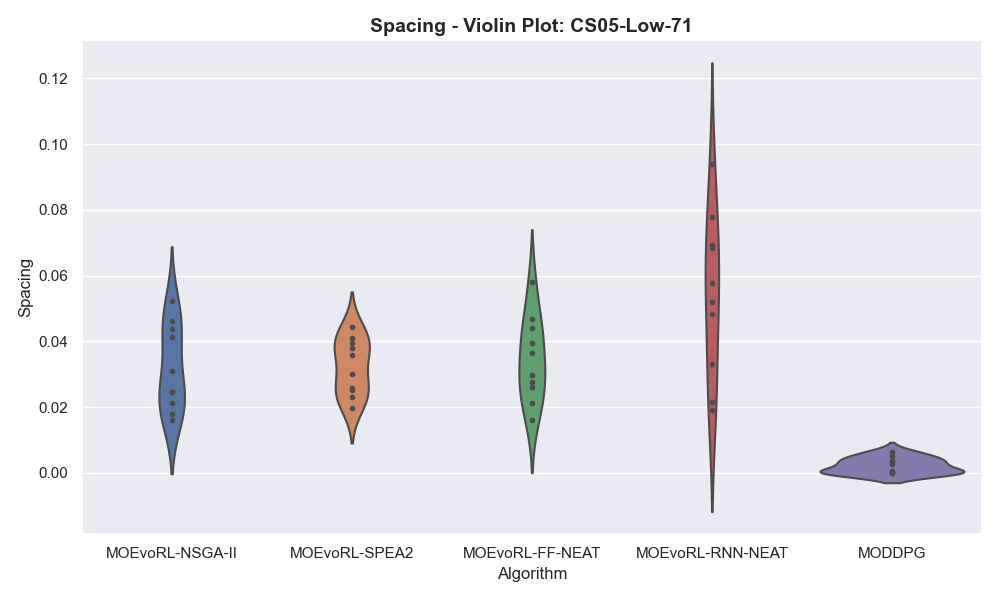 Spacing - Violin Plot: CS05-Low-71
0.12
0.10
0.08
0.06
0.04
0.02
0.00
Spacing
MOEvoRL-NSGA-II MOEvoRL-SPEA2 MOEvoRL-FF-NEAT MOEvoRL-RNN-NEAT MODDPG
Algorithm